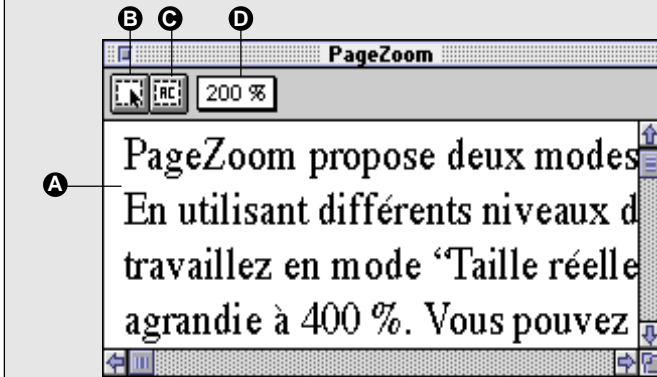 B C D
PageZoom
AC 200 %
PageZoom propose deux modes
A
En utilisant différents niveaux d
travaillez en mode “Taille réelle
agrandie à 400 %. Vous pouvez